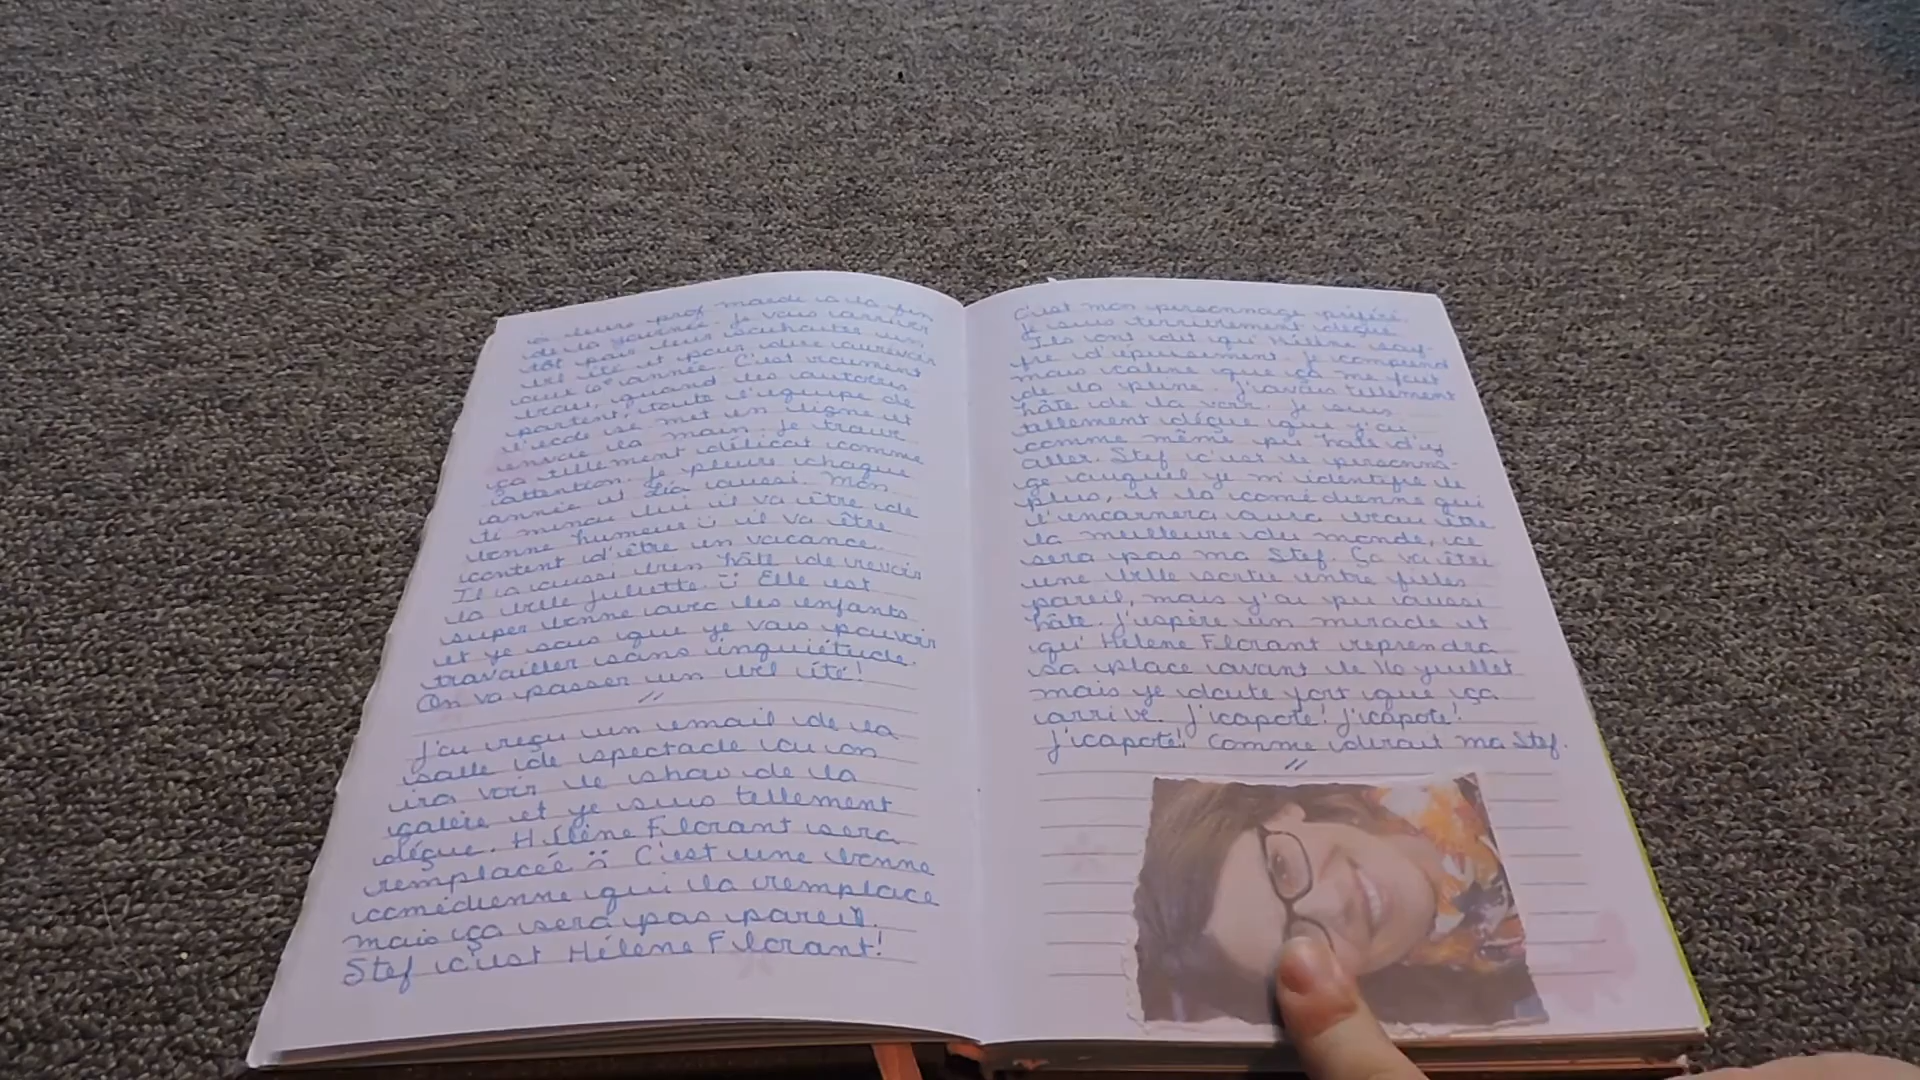 à leurs prof mardi à la fin
de la journée. Je vais arriver
tôt pour leur souhaiter un
bel été et pour dire aurevoir
aux 6e année. C'est vraiment
beau, quand les autobus
partent, toute l'équipe de
l'école se met en ligne et
envoie la main. Je trouve
ça tellement délicat comme
attention. Je pleure chaque
année et Léa aussi. Mon
ti minou lui il va être de
bonne humeur :) il va être
content d'être en vacance.
Il a aussi bien hâte de revoir
la belle Juliette. :) Elle est
super bonne avec les enfants
et je sais que je vais pouvoir
travailler sans inquiétude.
On va passer un bel été!
//
J'ai reçu un email de la
salle de spectacle ou on
ira voir le show de la
galère et je suis tellement
déçue. Hélène Florant sera
remplacée :( C'est une bonne
comédienne qui la remplace
mais ça sera pas pareil.
Stef c'est Hélène Florant!
C'est mon personnage préféré.
Je suis terriblement déçue.
Ils ont dit qu'Hélène souf-
fre d'épuisement, je comprend
mais caline que ça me fait
de la peine. J'avais tellement
hâte de la voir. Je suis
tellement déçue que j'ai
comme même pu hâte d'y
aller. Stef c'est le personna-
ge auquel je m'identifie le
plus, et la comédienne qui
l'incarnera aura beau être
la meilleure du monde, ce
sera pas ma Stef. Ça va être
une belle sortie entre filles
pareil, mais j'ai pu aussi
hâte. J'espère un miracle et
qu'Hélène Florant reprendra
sa place avant le 16 juillet
mais je doute fort que ça
arrive. J'capote! J'capote!
J'capote! Comme dirait ma Stef.
//